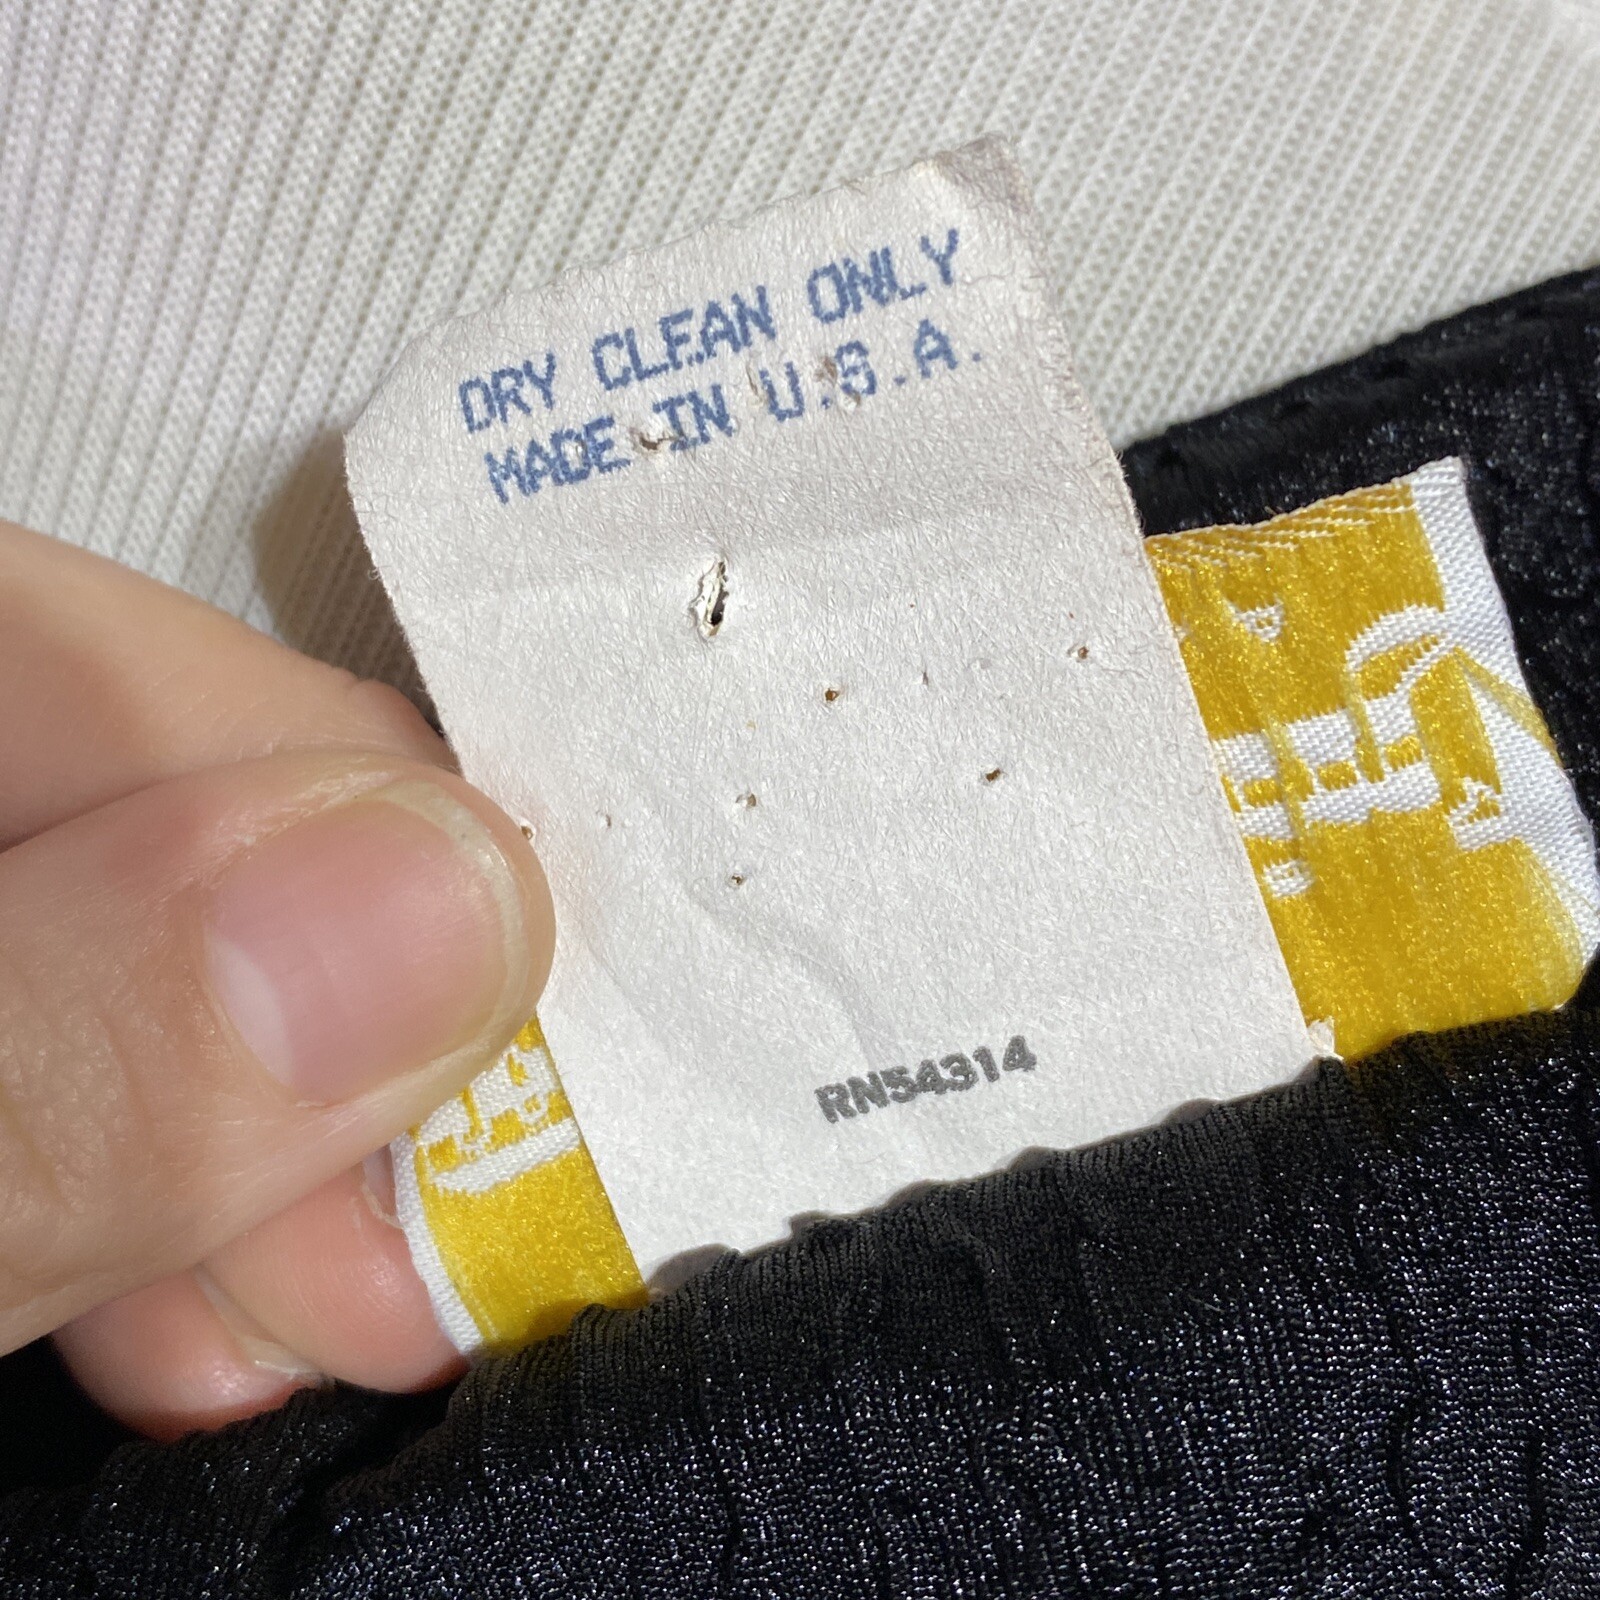 DRY CLEAN ONLY
MADE IN U.S.A.
RN54314